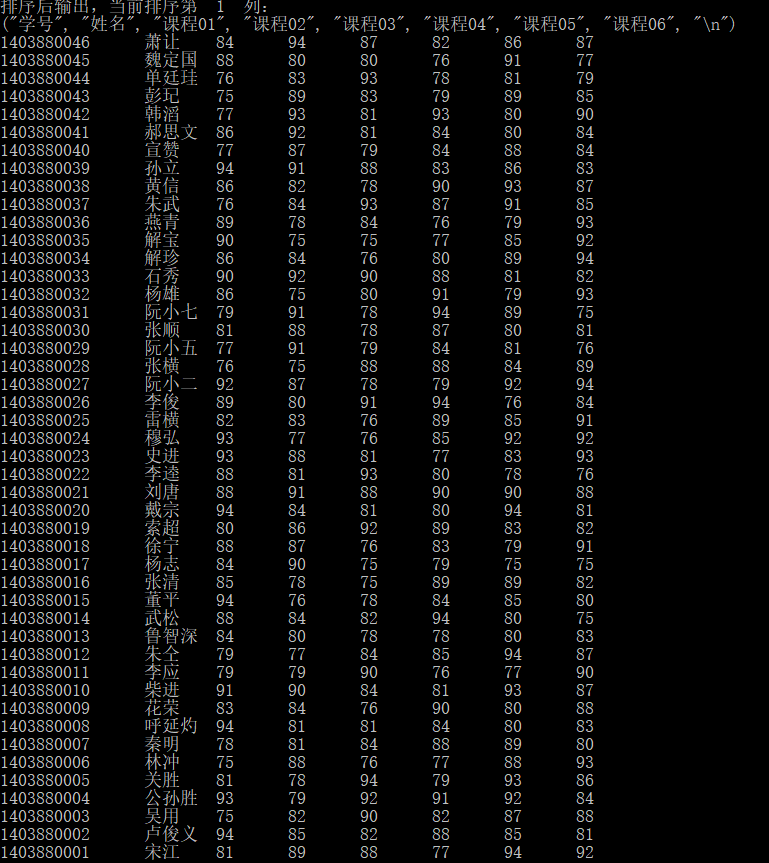 排序后输出，当前排序第 1 列：
("学号", "姓名", "课程01", "课程02", "课程03", "课程04", "课程05", "课程06", "\n")
1403880046 萧让 84 94 87 82 86 87
1403880045 魏定国 88 80 80 76 91 77
1403880044 单廷珪 76 83 93 78 81 79
1403880043 彭玘 75 89 83 79 89 85
1403880042 韩滔 77 93 81 93 80 90
1403880041 郝思文 86 92 81 84 80 84
1403880040 宣赞 77 87 79 84 88 84
1403880039 孙立 94 91 88 83 86 83
1403880038 黄信 86 82 78 90 93 87
1403880037 朱武 76 84 93 87 91 85
1403880036 燕青 89 78 84 76 79 93
1403880035 解宝 90 75 75 77 85 92
1403880034 解珍 86 84 76 80 89 94
1403880033 石秀 90 92 90 88 81 82
1403880032 杨雄 86 75 80 91 79 93
1403880031 阮小七 79 91 78 94 89 75
1403880030 张顺 81 88 78 87 80 81
1403880029 阮小五 77 91 79 84 81 76
1403880028 张横 76 75 88 88 84 89
1403880027 阮小二 92 87 78 79 92 94
1403880026 李俊 89 80 91 94 76 84
1403880025 雷横 82 83 76 89 85 91
1403880024 穆弘 93 77 76 85 92 92
1403880023 史进 93 88 81 77 83 93
1403880022 李逵 88 81 93 80 78 76
1403880021 刘唐 88 91 88 90 90 88
1403880020 戴宗 94 84 81 80 94 81
1403880019 索超 80 86 92 89 83 82
1403880018 徐宁 88 87 76 83 79 91
1403880017 杨志 84 90 75 79 75 75
1403880016 张清 85 78 75 89 89 82
1403880015 董平 94 76 78 84 85 80
1403880014 武松 88 84 82 94 80 75
1403880013 鲁智深 84 80 78 78 80 83
1403880012 朱仝 79 77 84 85 94 87
1403880011 李应 79 79 90 76 77 90
1403880010 柴进 91 90 84 81 93 87
1403880009 花荣 83 84 76 90 80 88
1403880008 呼延灼 94 81 81 84 80 83
1403880007 秦明 78 81 84 88 89 80
1403880006 林冲 75 88 76 77 88 93
1403880005 关胜 81 78 94 79 93 86
1403880004 公孙胜 93 79 92 91 92 84
1403880003 吴用 75 82 90 82 87 88
1403880002 卢俊义 94 85 82 88 85 81
1403880001 宋江 81 89 88 77 94 92